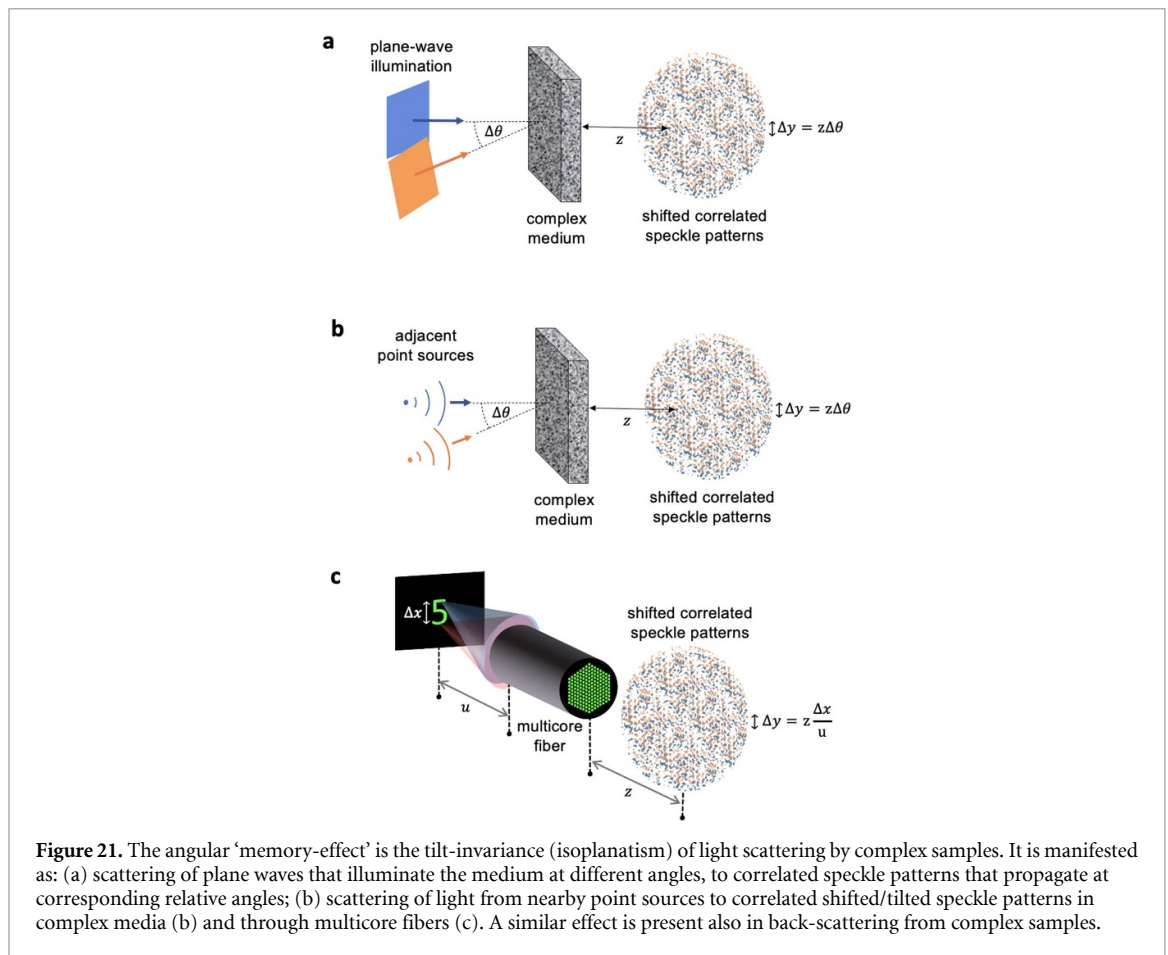 a
plane-wave
illumination
Δθ
z
Δy = zΔθ
complex
medium
shifted correlated
speckle patterns
b
adjacent
point sources
Δθ
z
Δy = zΔθ
complex
medium
shifted correlated
speckle patterns
c
Δx
5
shifted correlated
speckle patterns
u
multicore
fiber
Δy = z Δx/u
z
Figure 21. The angular ‘memory-effect’ is the tilt-invariance (isoplanatism) of light scattering by complex samples. It is manifested
as: (a) scattering of plane waves that illuminate the medium at different angles, to correlated speckle patterns that propagate at
corresponding relative angles; (b) scattering of light from nearby point sources to correlated shifted/tilted speckle patterns in
complex media (b) and through multicore fibers (c). A similar effect is present also in back-scattering from complex samples.